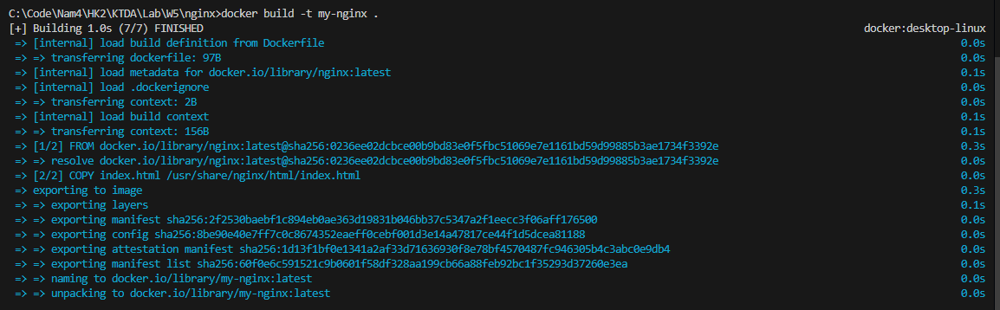 C:\Code\Nam4\HK2\KTDA\Lab\W5\nginx>docker build -t my-nginx .
[+] Building 1.0s (7/7) FINISHED docker:desktop-linux
=> [internal] load build definition from Dockerfile 0.0s
=> => transferring dockerfile: 97B 0.0s
=> [internal] load metadata for docker.io/library/nginx:latest 0.1s
=> [internal] load .dockerignore 0.0s
=> => transferring context: 2B 0.0s
=> [internal] load build context 0.1s
=> => transferring context: 156B 0.1s
=> [1/2] FROM docker.io/library/nginx:latest@sha256:0236ee02dcbce00b9bd83e0f5fbc51069e7e1161bd59d99885b3ae1734f3392e 0.3s
=> => resolve docker.io/library/nginx:latest@sha256:0236ee02dcbce00b9bd83e0f5fbc51069e7e1161bd59d99885b3ae1734f3392e 0.0s
=> [2/2] COPY index.html /usr/share/nginx/html/index.html 0.0s
=> exporting to image 0.3s
=> => exporting layers 0.1s
=> => exporting manifest sha256:2f2530baebf1c894eb0ae363d19831b046bb37c5347a2f1eecc3f06aff176500 0.0s
=> => exporting config sha256:8be90e40e7ff7c0c8674352eaeff0cebf001d3e14a47817ce44f1d5dcea81188 0.0s
=> => exporting attestation manifest sha256:1d13f1bf0e1341a2af33d71636930f8e78bf4570487fc946305b4c3abc0e9db4 0.0s
=> => exporting manifest list sha256:60f0e6c591521c9b0601f58df328aa199cb66a88feb92bc1f35293d37260e3ea 0.0s
=> => naming to docker.io/library/my-nginx:latest 0.0s
=> => unpacking to docker.io/library/my-nginx:latest 0.0s